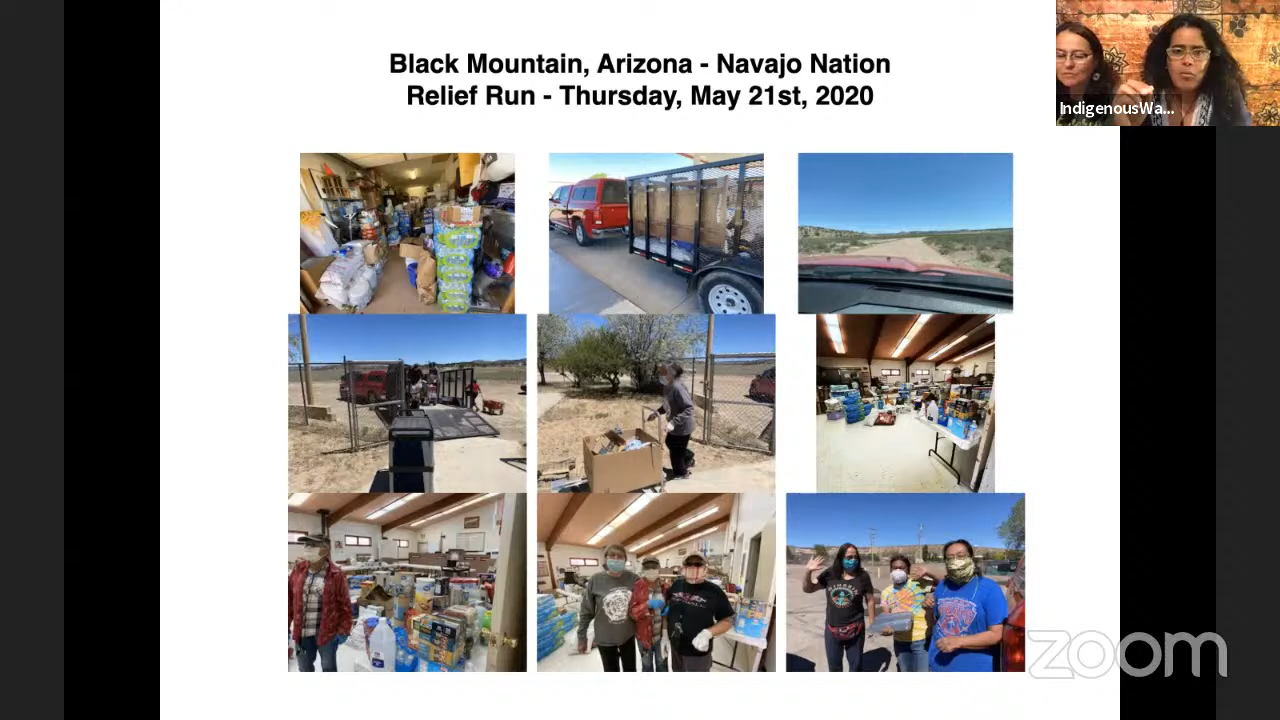 Black Mountain, Arizona - Navajo Nation
Relief Run - Thursday, May 21st, 2020
IndigenousWa...
zoom